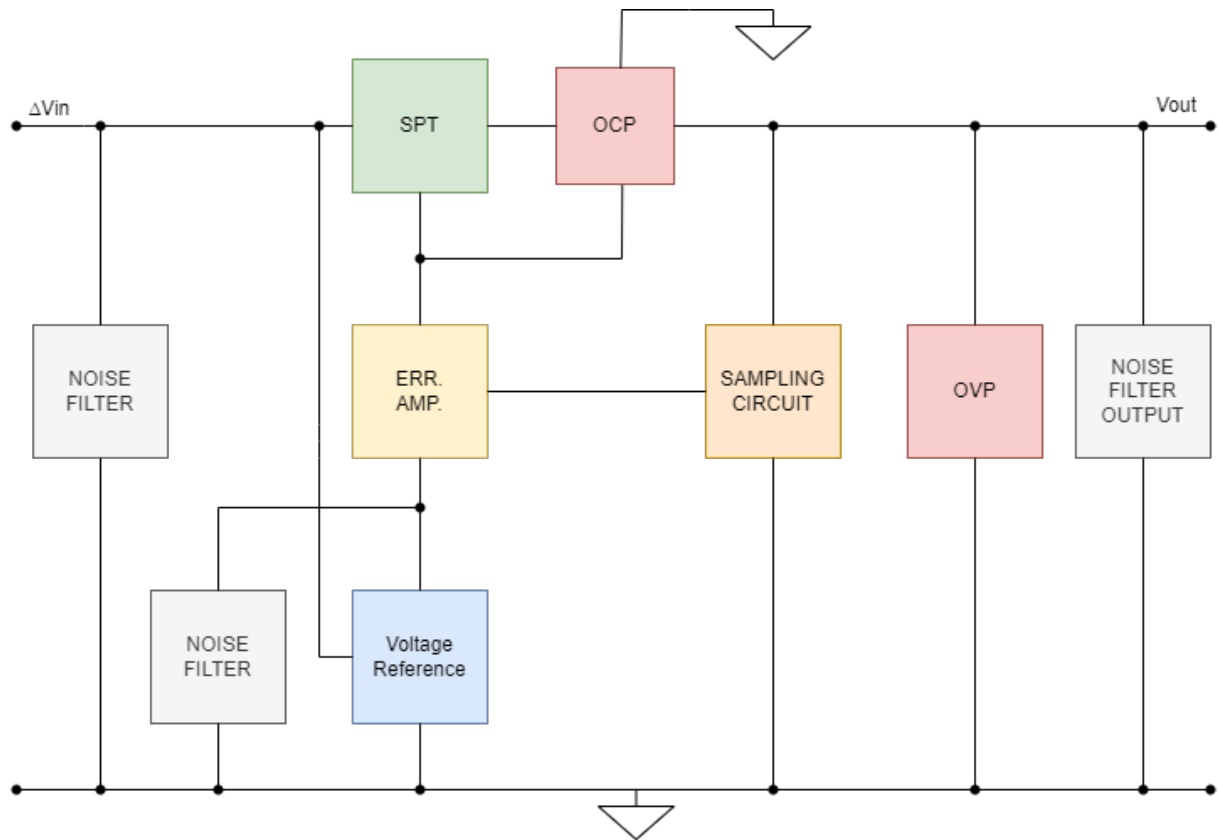 ΔVin
SPT
OCP
Vout
NOISE
FILTER
ERR.
AMP.
SAMPLING
CIRCUIT
OVP
NOISE
FILTER
OUTPUT
NOISE
FILTER
Voltage
Reference